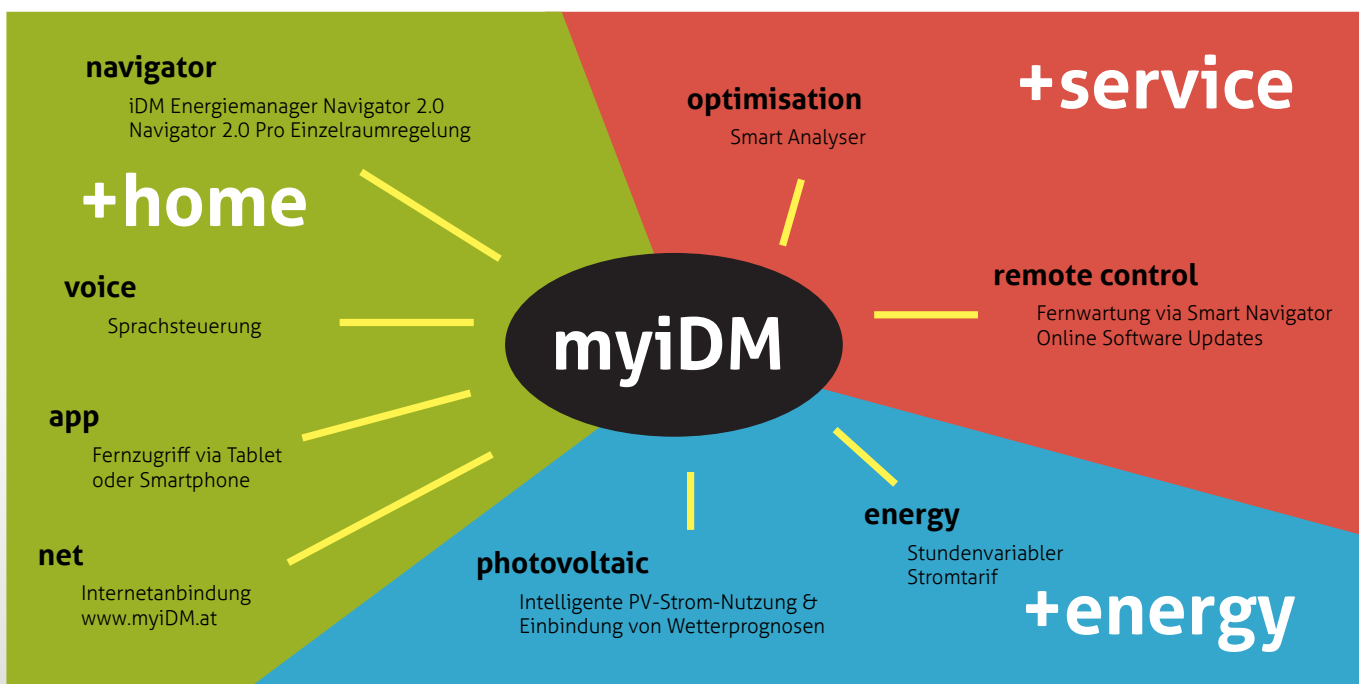 navigator
iDM Energiemanager Navigator 2.0
Navigator 2.0 Pro Einzelraumregelung
+home
voice
Sprachsteuerung
app
Fernzugriff via Tablet
oder Smartphone
net
Internetanbindung
www.myiDM.at
myiDM
+service
optimisation
Smart Analyser
remote control
Fernwartung via Smart Navigator
Online Software Updates
photovoltaic
Intelligente PV-Strom-Nutzung &
Einbindung von Wetterprognosen
energy
Stundenvariabler
Stromtarif
+energy